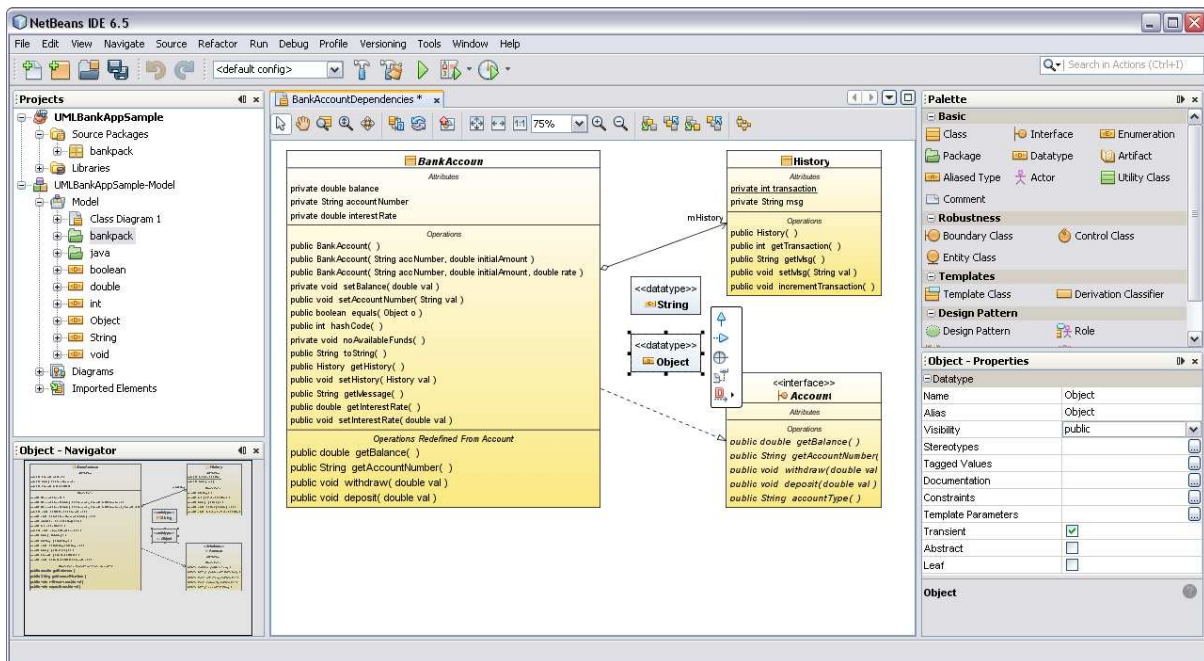 NetBeans IDE 6.5
File Edit View Navigate Source Refactor Run Debug Profile Versioning Tools Window Help
<default config>
Search in Actions (Ctrl+I)
Projects
UMLBankAppSample
Source Packages
bankpack
Libraries
UMLBankAppSample-Model
Model
Class Diagram 1
bankpack
java
boolean
double
int
Object
String
void
Diagrams
Imported Elements
Object - Navigator
BankAccountDependencies *
75%
BankAccoun
Attributes
private double balance
private String accountNumber
private double interestRate
Operations
public BankAccount( )
public BankAccount( String accNumber, double initialAmount )
public BankAccount( String accNumber, double initialAmount, double rate )
private void setBalance( double val )
public void setAccountNumber( String val )
public boolean equals( Object o )
public int hashCode( )
private void noAvailableFunds( )
public String toString( )
public History getHistory( )
public void setHistory( History val )
public String getMessage( )
public double getInterestRate( )
public void setInterestRate( double val )
Operations Redefined From Account
public double getBalance( )
public String getAccountNumber( )
public void withdraw( double val )
public void deposit( double val )
mHistory
History
Attributes
private int transaction
private String msg
Operations
public History( )
public int getTransaction( )
public String getMsg( )
public void setMsg( String val )
public void incrementTransaction( )
<<datatype>>
String
<<datatype>>
Object
<<interface>>
Account
Attributes
Operations
public double getBalance( )
public String getAccountNumber(
public void withdraw( double val
public void deposit( double val
public String accountType( )
Palette
Basic
Class Interface Enumeration
Package Datatype Artifact
Aliased Type Actor Utility Class
Comment
Robustness
Boundary Class Control Class
Entity Class
Templates
Template Class Derivation Classifier
Design Pattern
Design Pattern Role
Object - Properties
Datatype
Name Object
Alias Object
Visibility public
Stereotypes
Tagged Values
Documentation
Constraints
Template Parameters
Transient
Abstract
Leaf
Object